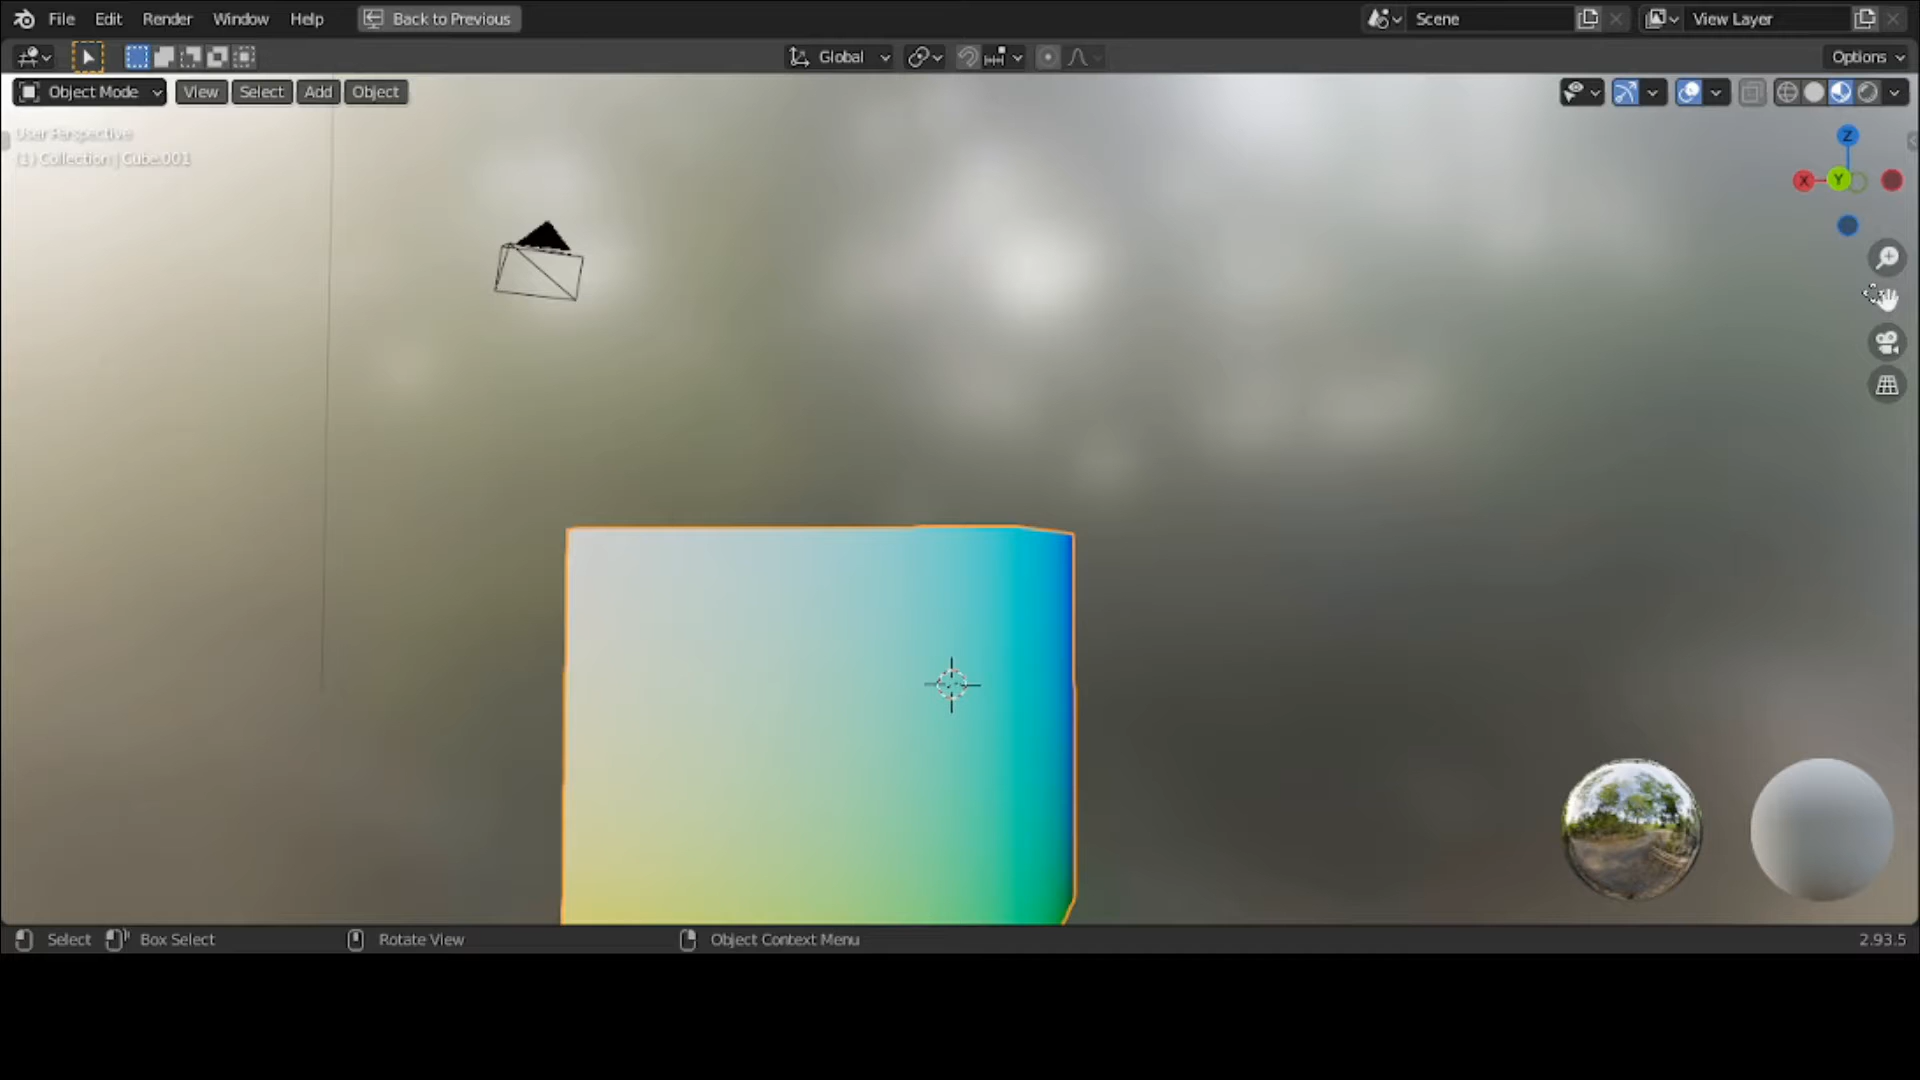 File Edit Render Window Help Back to Previous Scene View Layer
Global Options
Object Mode View Select Add Object
User Perspective
(1) Collection | Cube.001
Z
X Y
Select Box Select Rotate View Object Context Menu 2.93.5